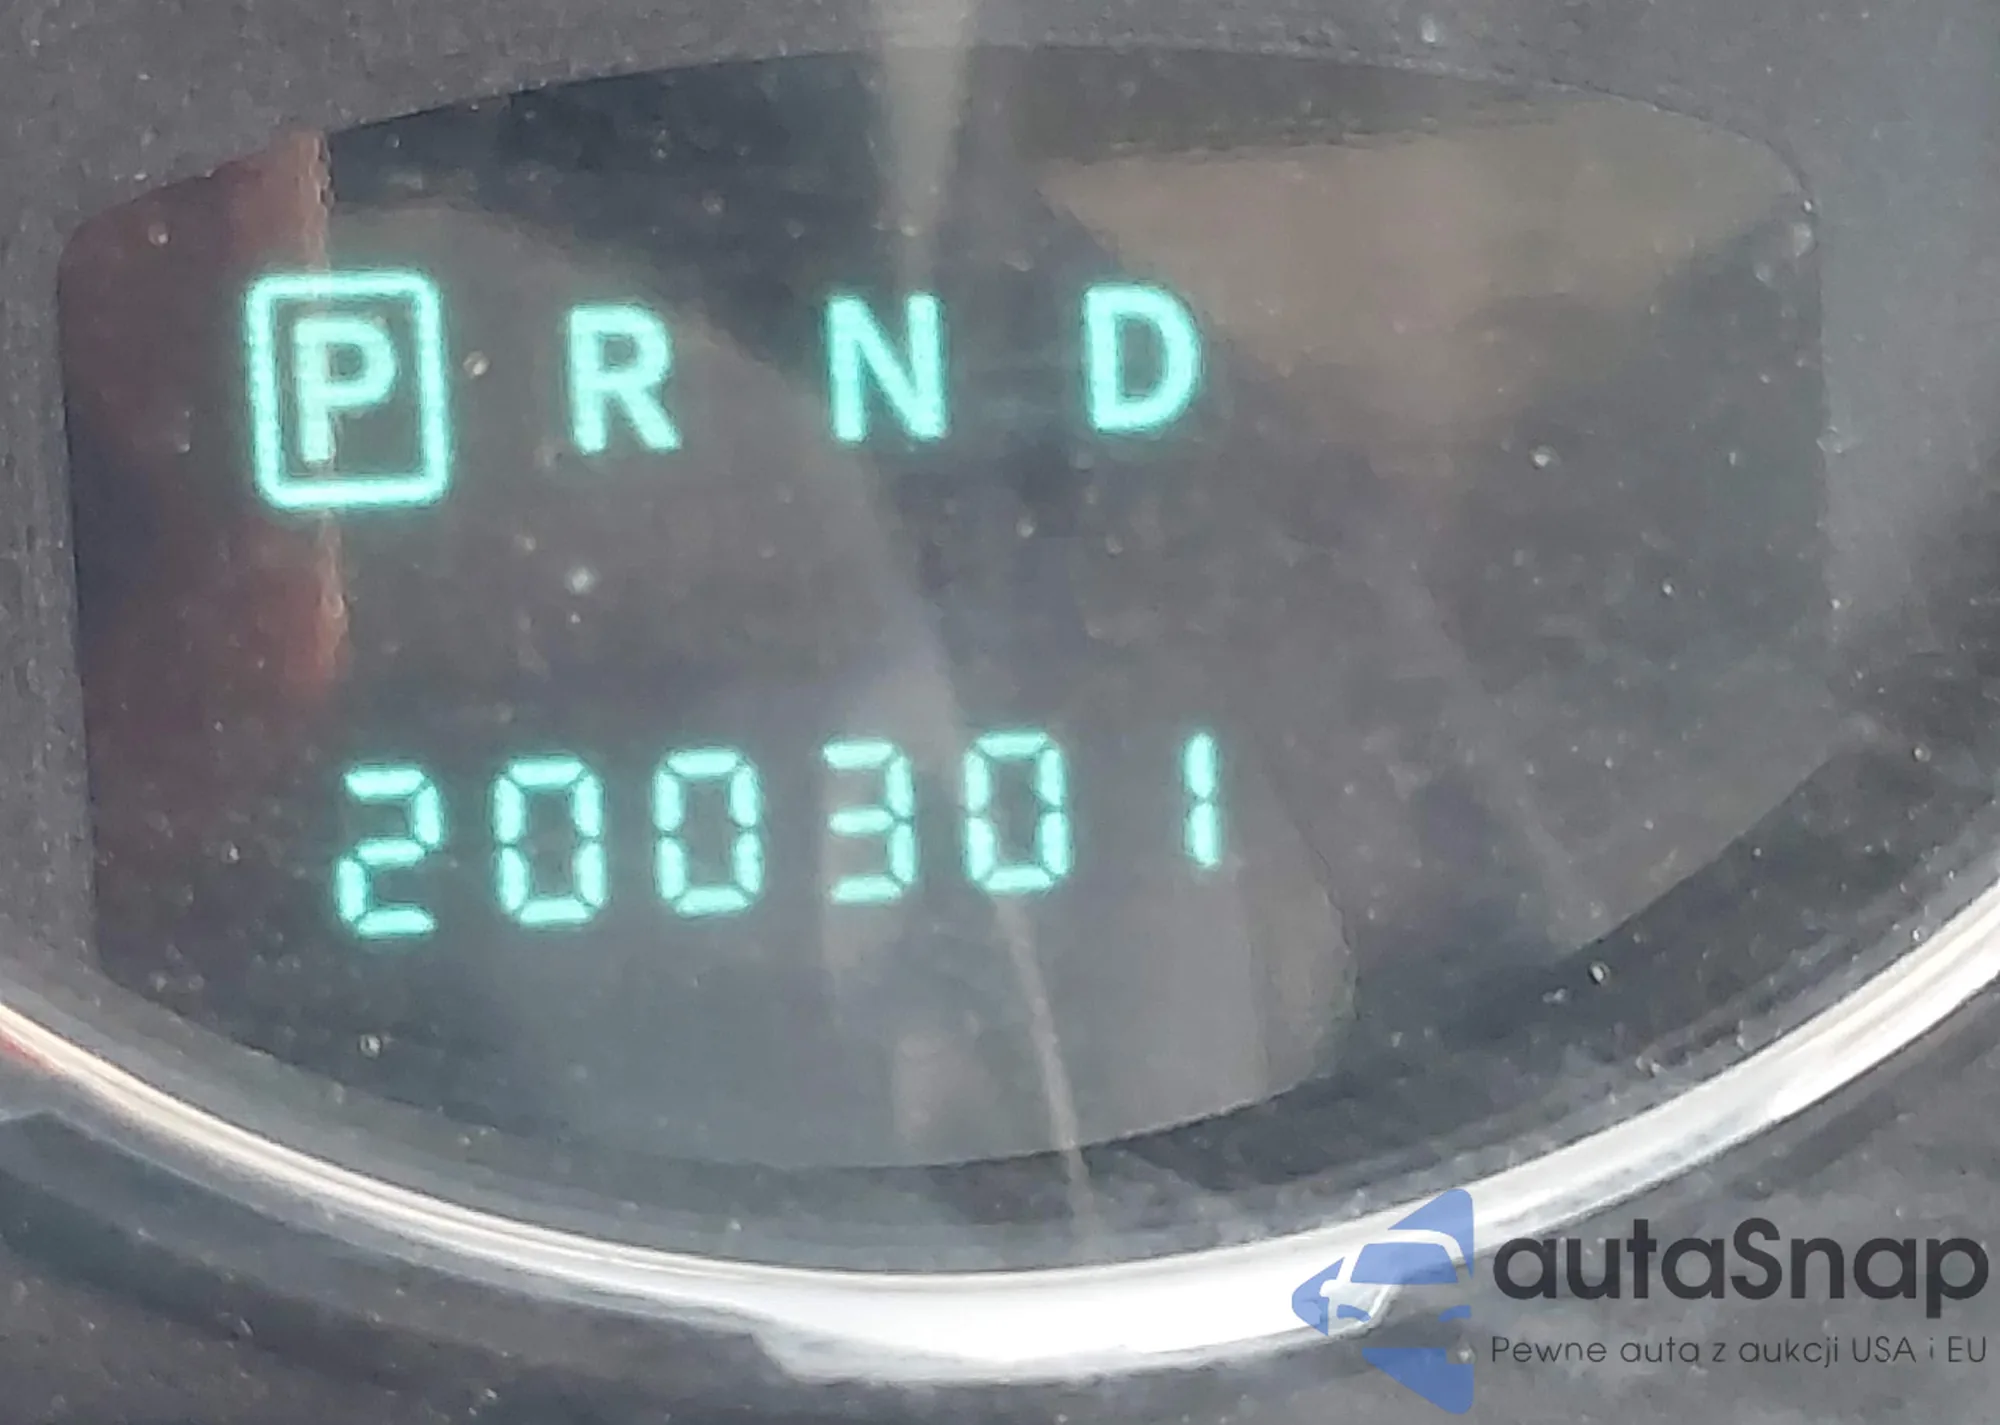 P R N D
200301
autaSnap
Pewne auta z aukcji USA i EU